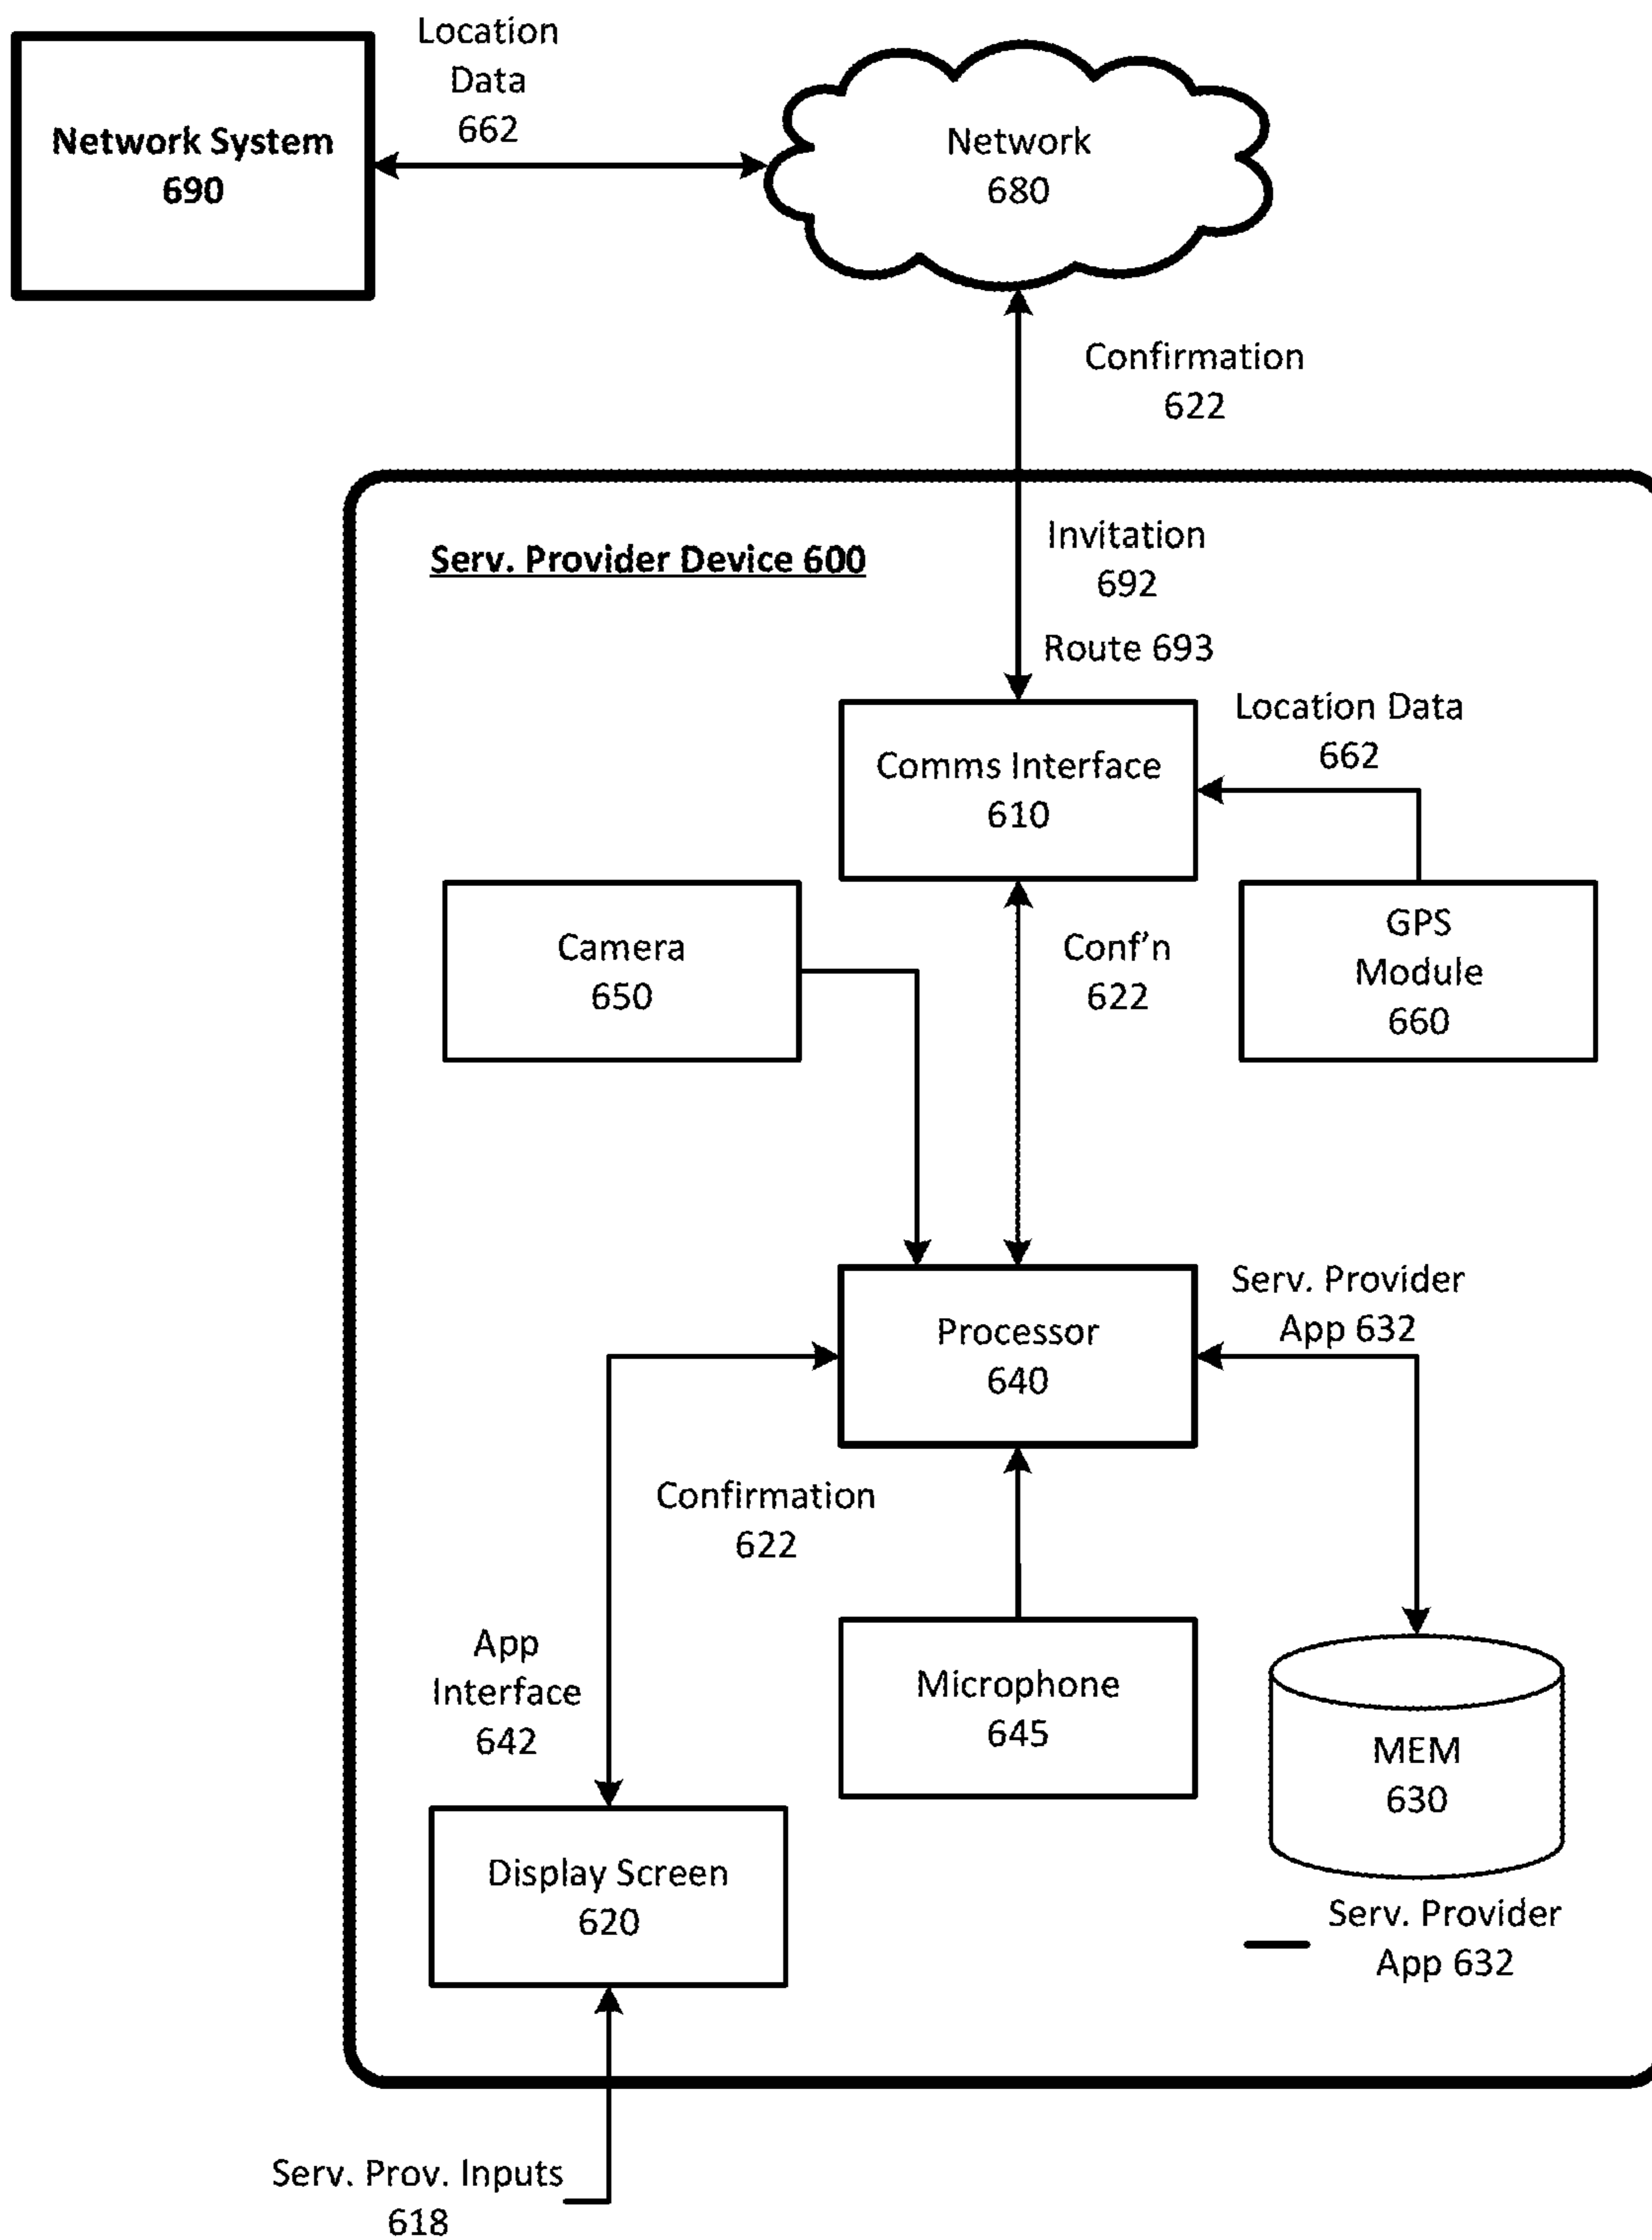 Location
Data
662
Network System
690
Network
680
Confirmation
622
Serv. Provider Device 600
Invitation
692
Route 693
Location Data
662
Comms Interface
610
Camera
650
Conf'n
622
GPS
Module
660
Serv. Provider
App 632
Processor
640
Confirmation
622
App
Interface
642
Microphone
645
MEM
630
Display Screen
620
Serv. Provider
App 632
Serv. Prov. Inputs
618